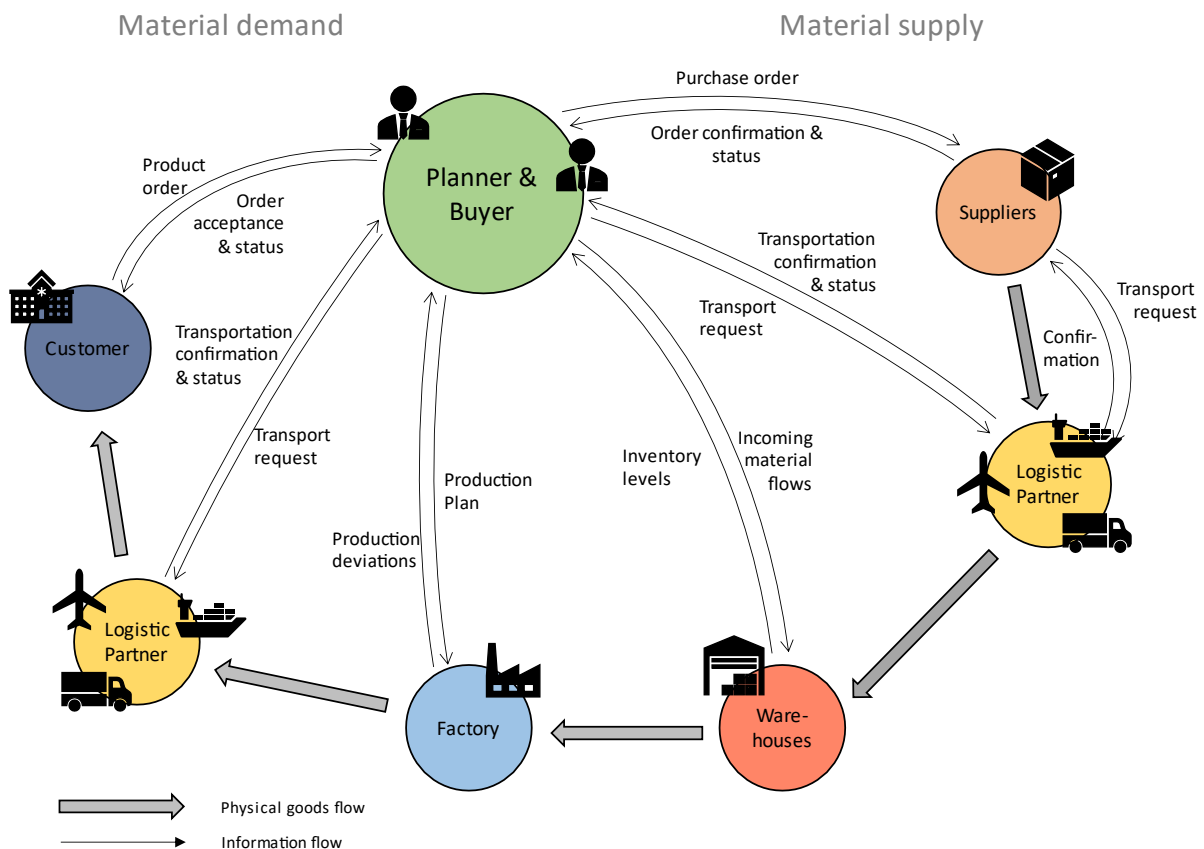 Material demand
Material supply
Purchase order
Order confirmation &
status
Product
order
Order
acceptance
& status
Planner &
Buyer
Suppliers
Transportation
confirmation
& status
Transport
request
Transport
request
Confir-
mation
Customer
Transportation
confirmation
& status
Transport
request
Production
Plan
Production
deviations
Inventory
levels
Incoming
material
flows
Logistic
Partner
Logistic
Partner
Factory
Ware-
houses
Physical goods flow
Information flow